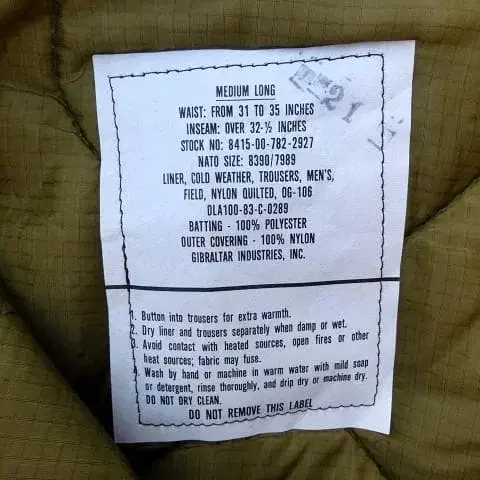 MEDIUM LONG
WAIST: FROM 31 TO 35 INCHES
INSEAM: OVER 32-½ INCHES
STOCK NO: 8415-00-782-2927
NATO SIZE: 8390/7989
LINER, COLD WEATHER, TROUSERS, MEN'S,
FIELD, NYLON QUILTED, OG-106
DLA100-83-C-0289
BATTING - 100% POLYESTER
OUTER COVERING - 100% NYLON
GIBRALTAR INDUSTRIES, INC.
1. Button into trousers for extra warmth.
2. Dry liner and trousers separately when damp or wet.
3. Avoid contact with heated sources, open fires or other
heat sources; fabric may fuse.
4. Wash by hand or machine in warm water with mild soap
or detergent, rinse thoroughly, and drip dry or machine dry.
DO NOT DRY CLEAN.
DO NOT REMOVE THIS LABEL